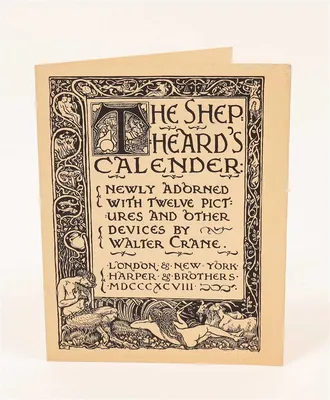 THE SHEP
HEARD'S
CALENDER
NEWLY ADORNED
WITH TWELVE PICT
URES AND OTHER
DEVICES BY
WALTER CRANE.
LONDON & NEW YORK
HARPER & BROTHERS
MDCCCXCVIII